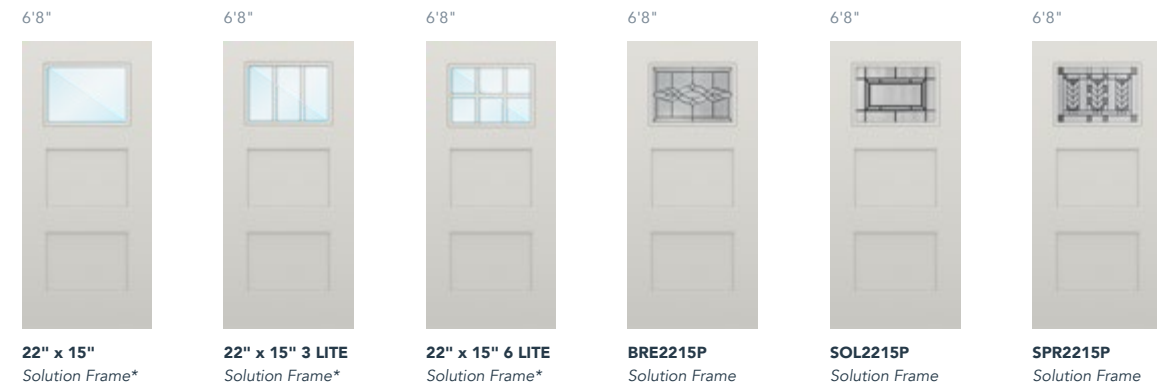 6'8"
6'8"
6'8"
6'8"
6'8"
6'8"
22" x 15"
Solution Frame*
22" x 15" 3 LITE
Solution Frame*
22" x 15" 6 LITE
Solution Frame*
BRE2215P
Solution Frame
SOL2215P
Solution Frame
SPR2215P
Solution Frame